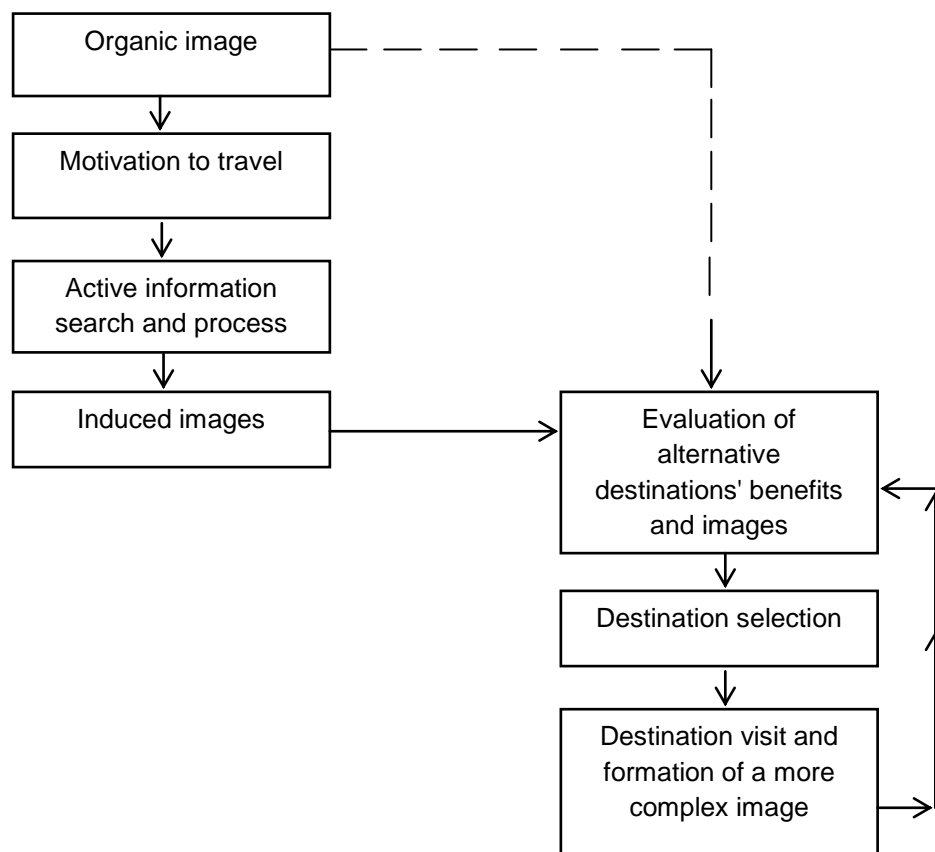 Organic image
Motivation to travel
Active information
search and process
Induced images
Evaluation of
alternative
destinations' benefits
and images
Destination selection
Destination visit and
formation of a more
complex image